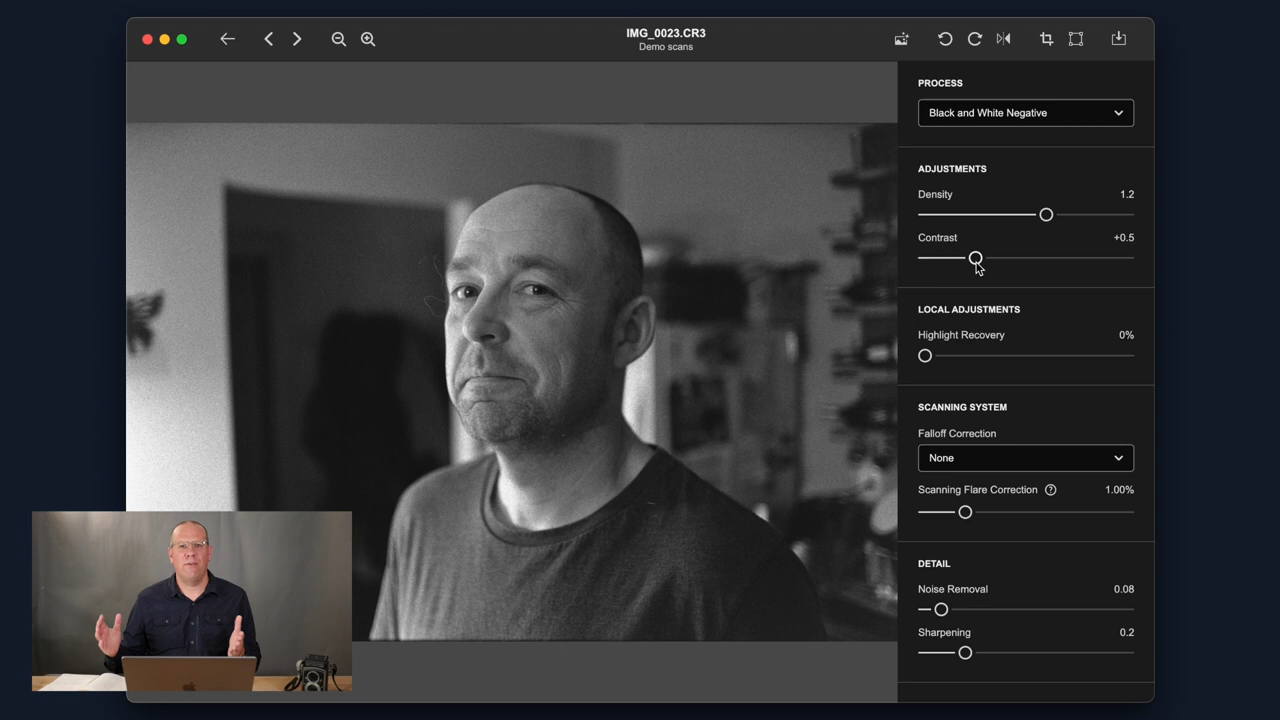 IMG_0023.CR3
Demo scans
PROCESS
Black and White Negative
ADJUSTMENTS
Density 1.2
Contrast +0.5
LOCAL ADJUSTMENTS
Highlight Recovery 0%
SCANNING SYSTEM
Falloff Correction
None
Scanning Flare Correction ? 1.00%
DETAIL
Noise Removal 0.08
Sharpening 0.2